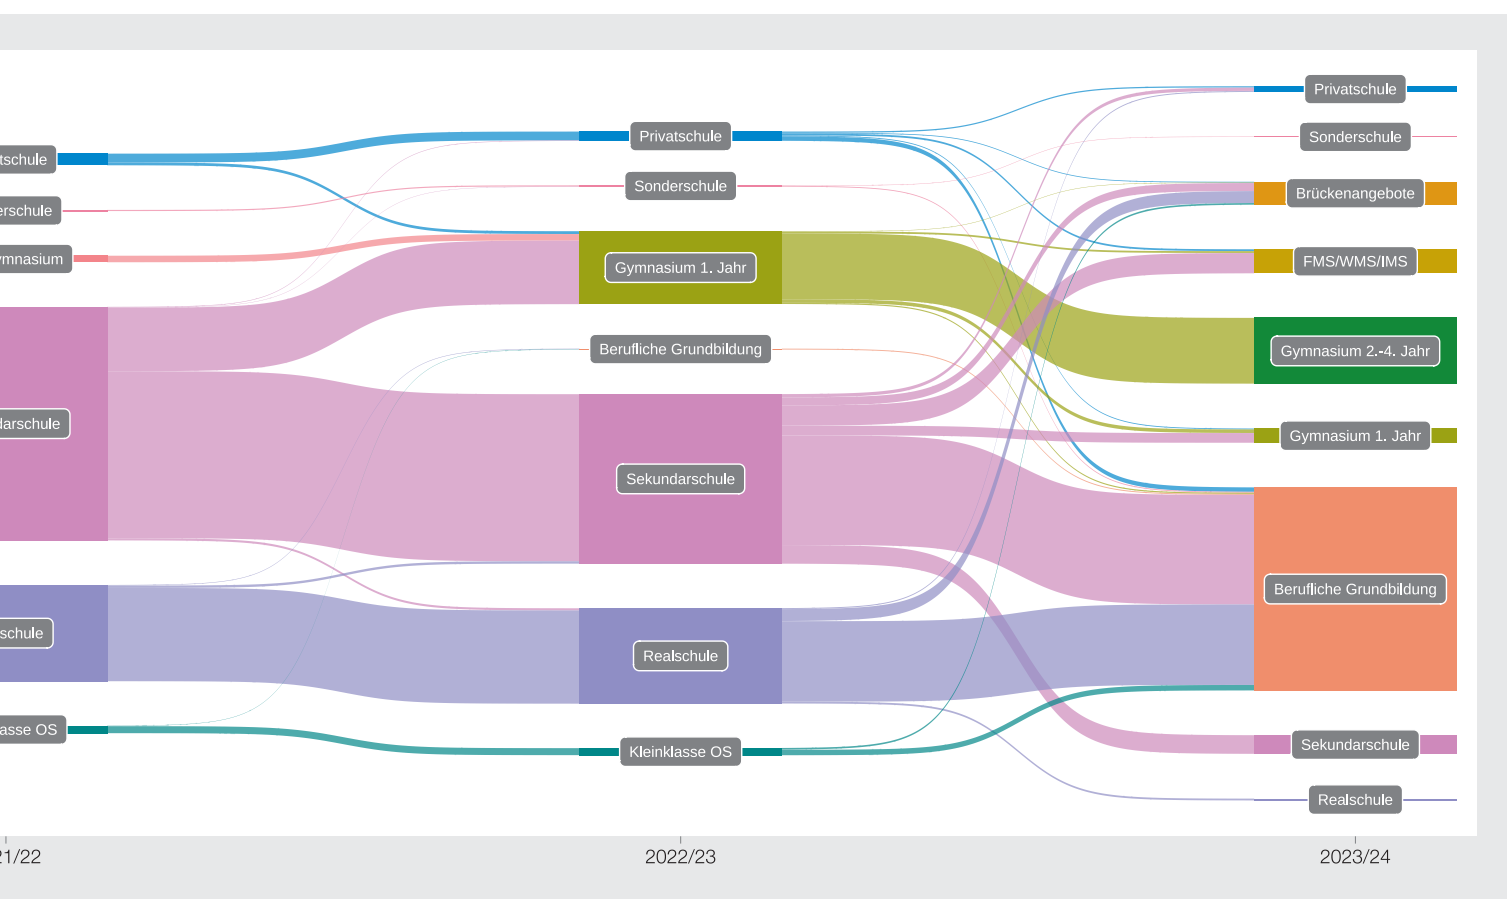 tschule
erschule
ymnasium
darschule
schule
asse OS
Privatschule
Sonderschule
Gymnasium 1. Jahr
Berufliche Grundbildung
Sekundarschule
Realschule
Kleinklasse OS
Privatschule
Sonderschule
Brückenangebote
FMS/WMS/IMS
Gymnasium 2.-4. Jahr
Gymnasium 1. Jahr
Berufliche Grundbildung
Sekundarschule
Realschule
1/22
2022/23
2023/24